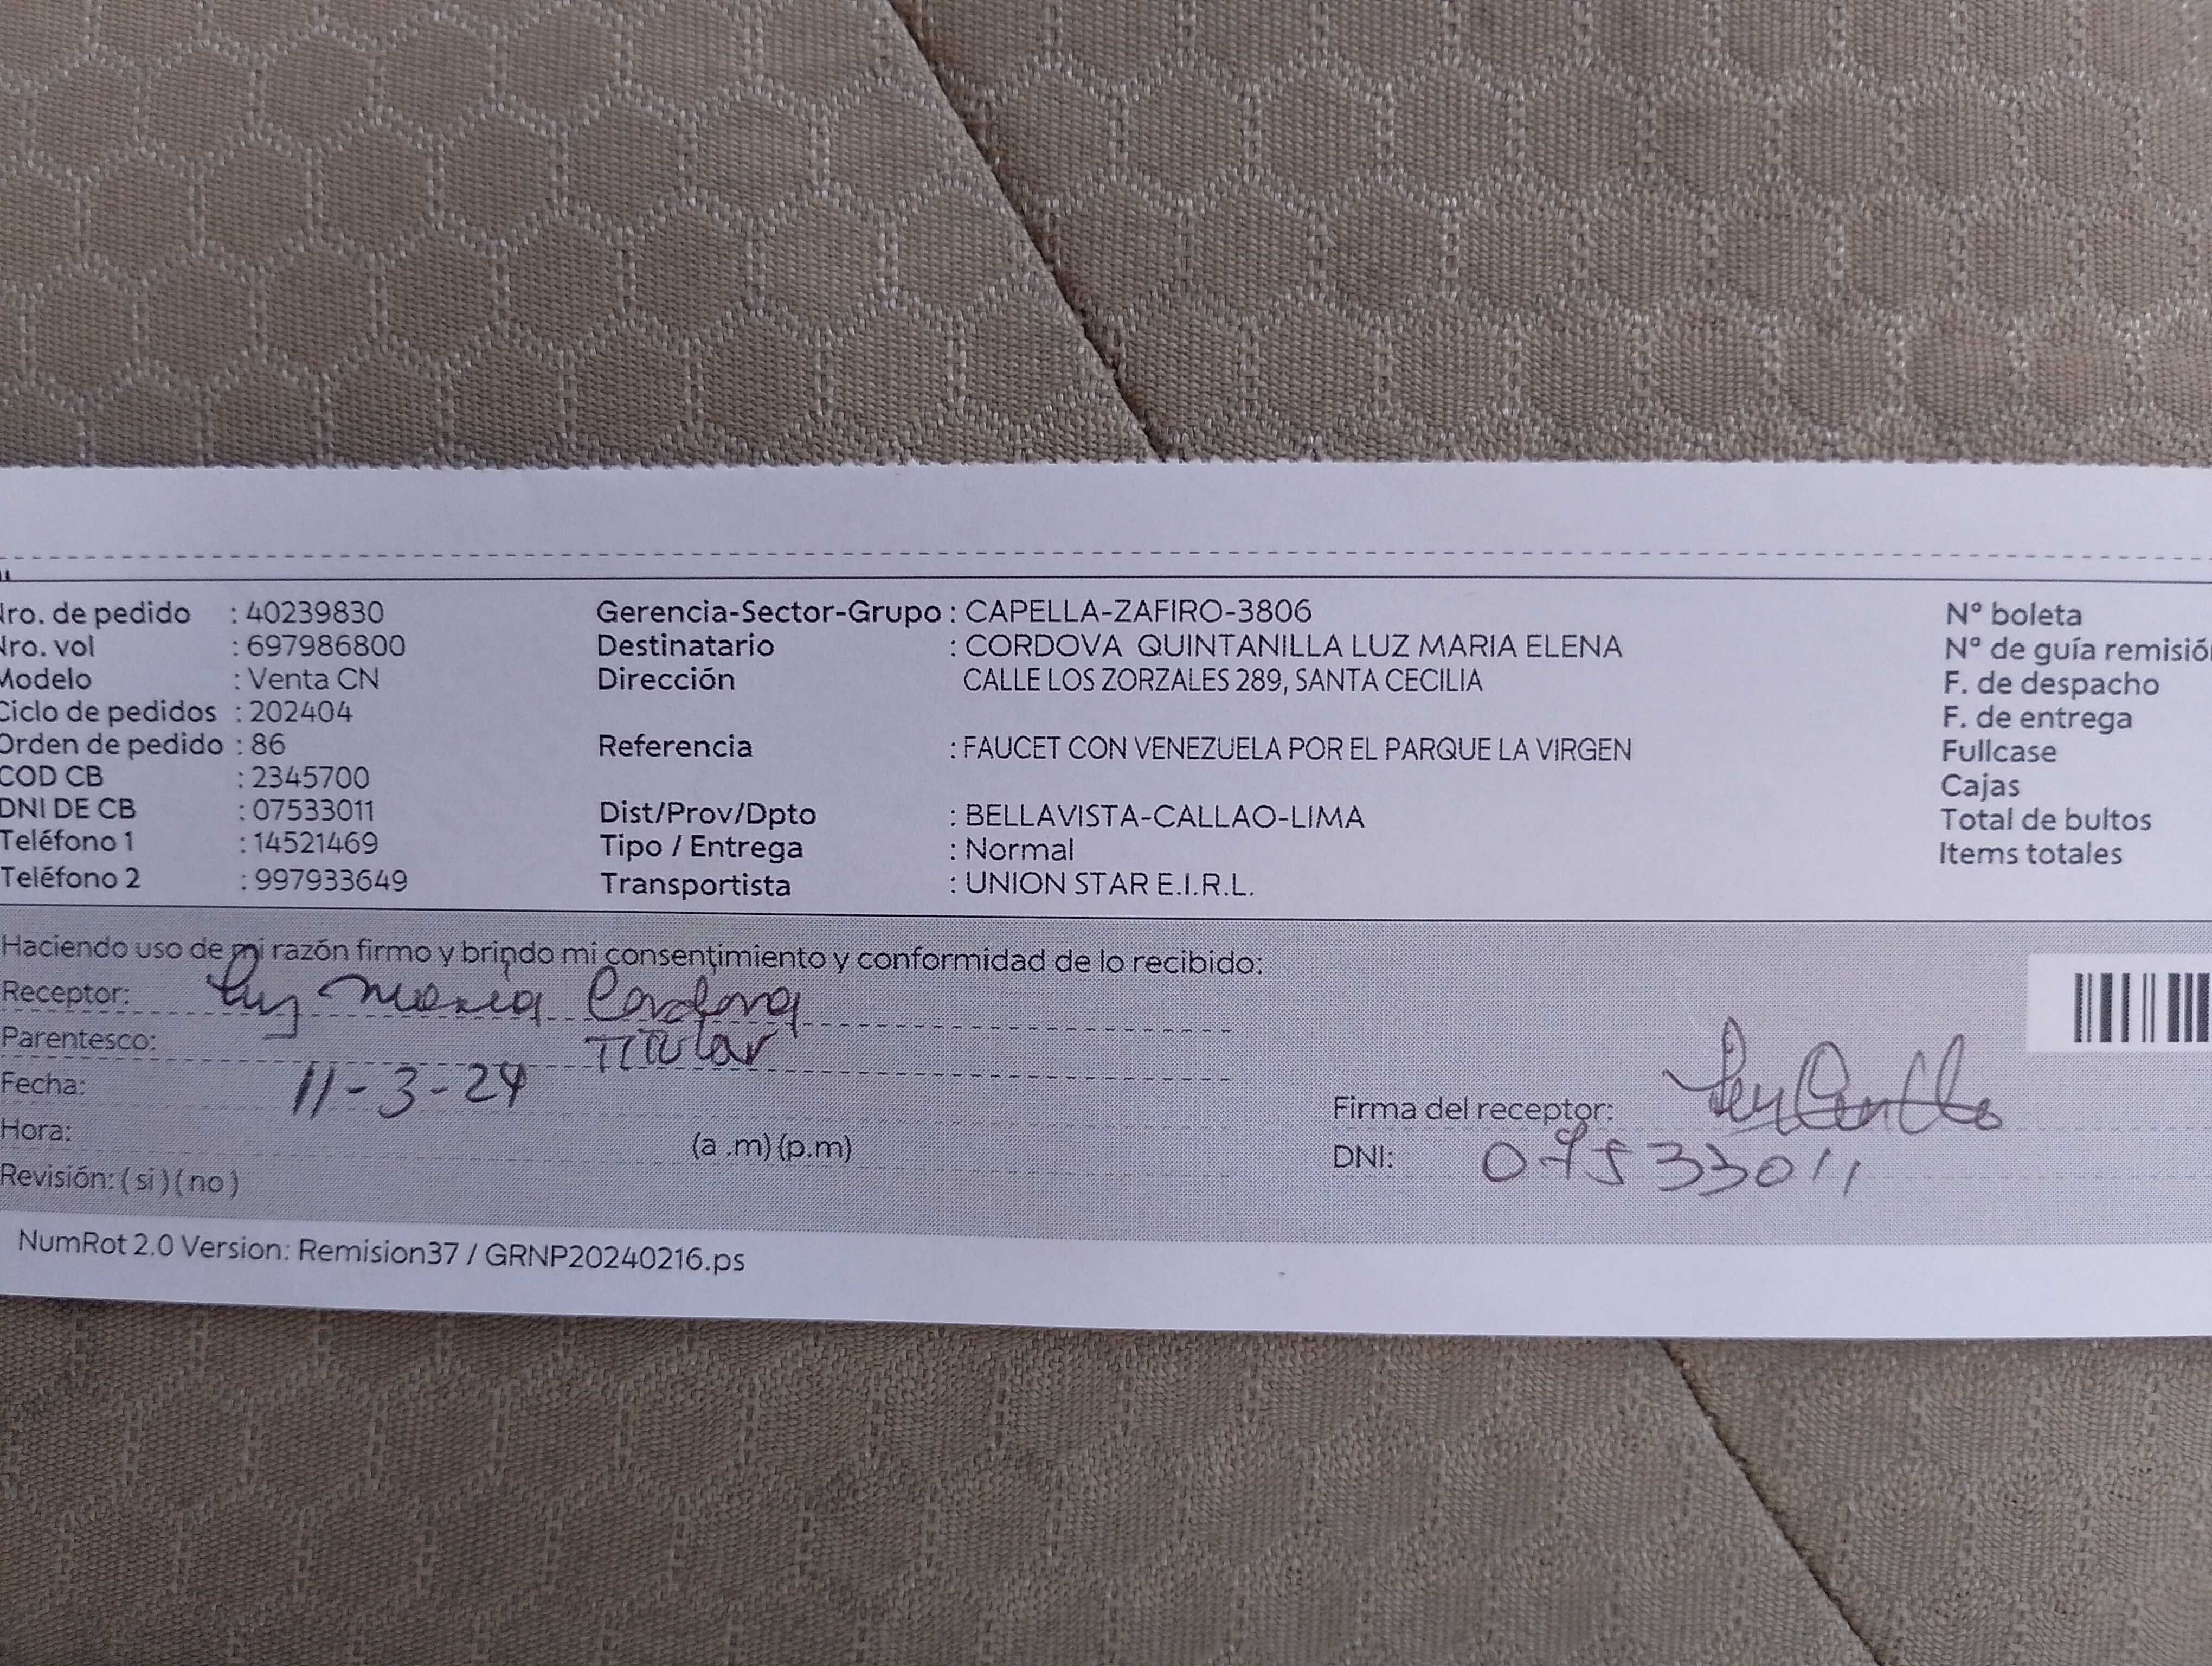 Nro. de pedido : 40239830 Gerencia-Sector-Grupo : CAPELLA-ZAFIRO-3806 Nº boleta
Nro. vol : 697986800 Destinatario : CORDOVA QUINTANILLA LUZ MARIA ELENA Nº de guía remisió
Modelo : Venta CN Dirección CALLE LOS ZORZALES 289, SANTA CECILIA F. de despacho
Ciclo de pedidos : 202404 F. de entrega
Orden de pedido : 86 Referencia : FAUCET CON VENEZUELA POR EL PARQUE LA VIRGEN Fullcase
COD CB : 2345700 Cajas
DNI DE CB : 07533011 Dist/Prov/Dpto : BELLAVISTA-CALLAO-LIMA Total de bultos
Teléfono 1 : 14521469 Tipo / Entrega : Normal Items totales
Teléfono 2 : 997933649 Transportista : UNION STAR E.I.R.L.
Haciendo uso de mi razón firmo y brindo mi consentimiento y conformidad de lo recibido:
Receptor: Luz Maria Cordova
Parentesco: Titular
Fecha: 11-3-24
Firma del receptor:
Hora: (a .m) (p.m)
DNI: 07533011
Revisión: ( si ) ( no )
NumRot 2.0 Version: Remision37 / GRNP20240216.ps